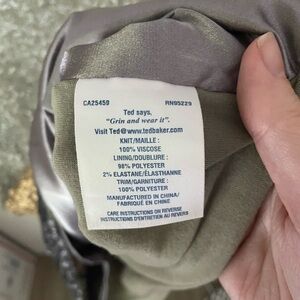 CA25459 RN95229
Ted says,
"Grin and wear it".
Visit Ted@www.tedbaker.com
KNIT/MAILLE :
100% VISCOSE
LINING/DOUBLURE :
98% POLYESTER
2% ELASTANE/ÉLASTHANNE
TRIM/GARNITURE :
100% POLYESTER
MANUFACTURED IN CHINA/
FABRIQUÉ EN CHINE
CARE INSTRUCTIONS ON REVERSE
INSTRUCTIONS D'ENTRETIEN AU REVERS